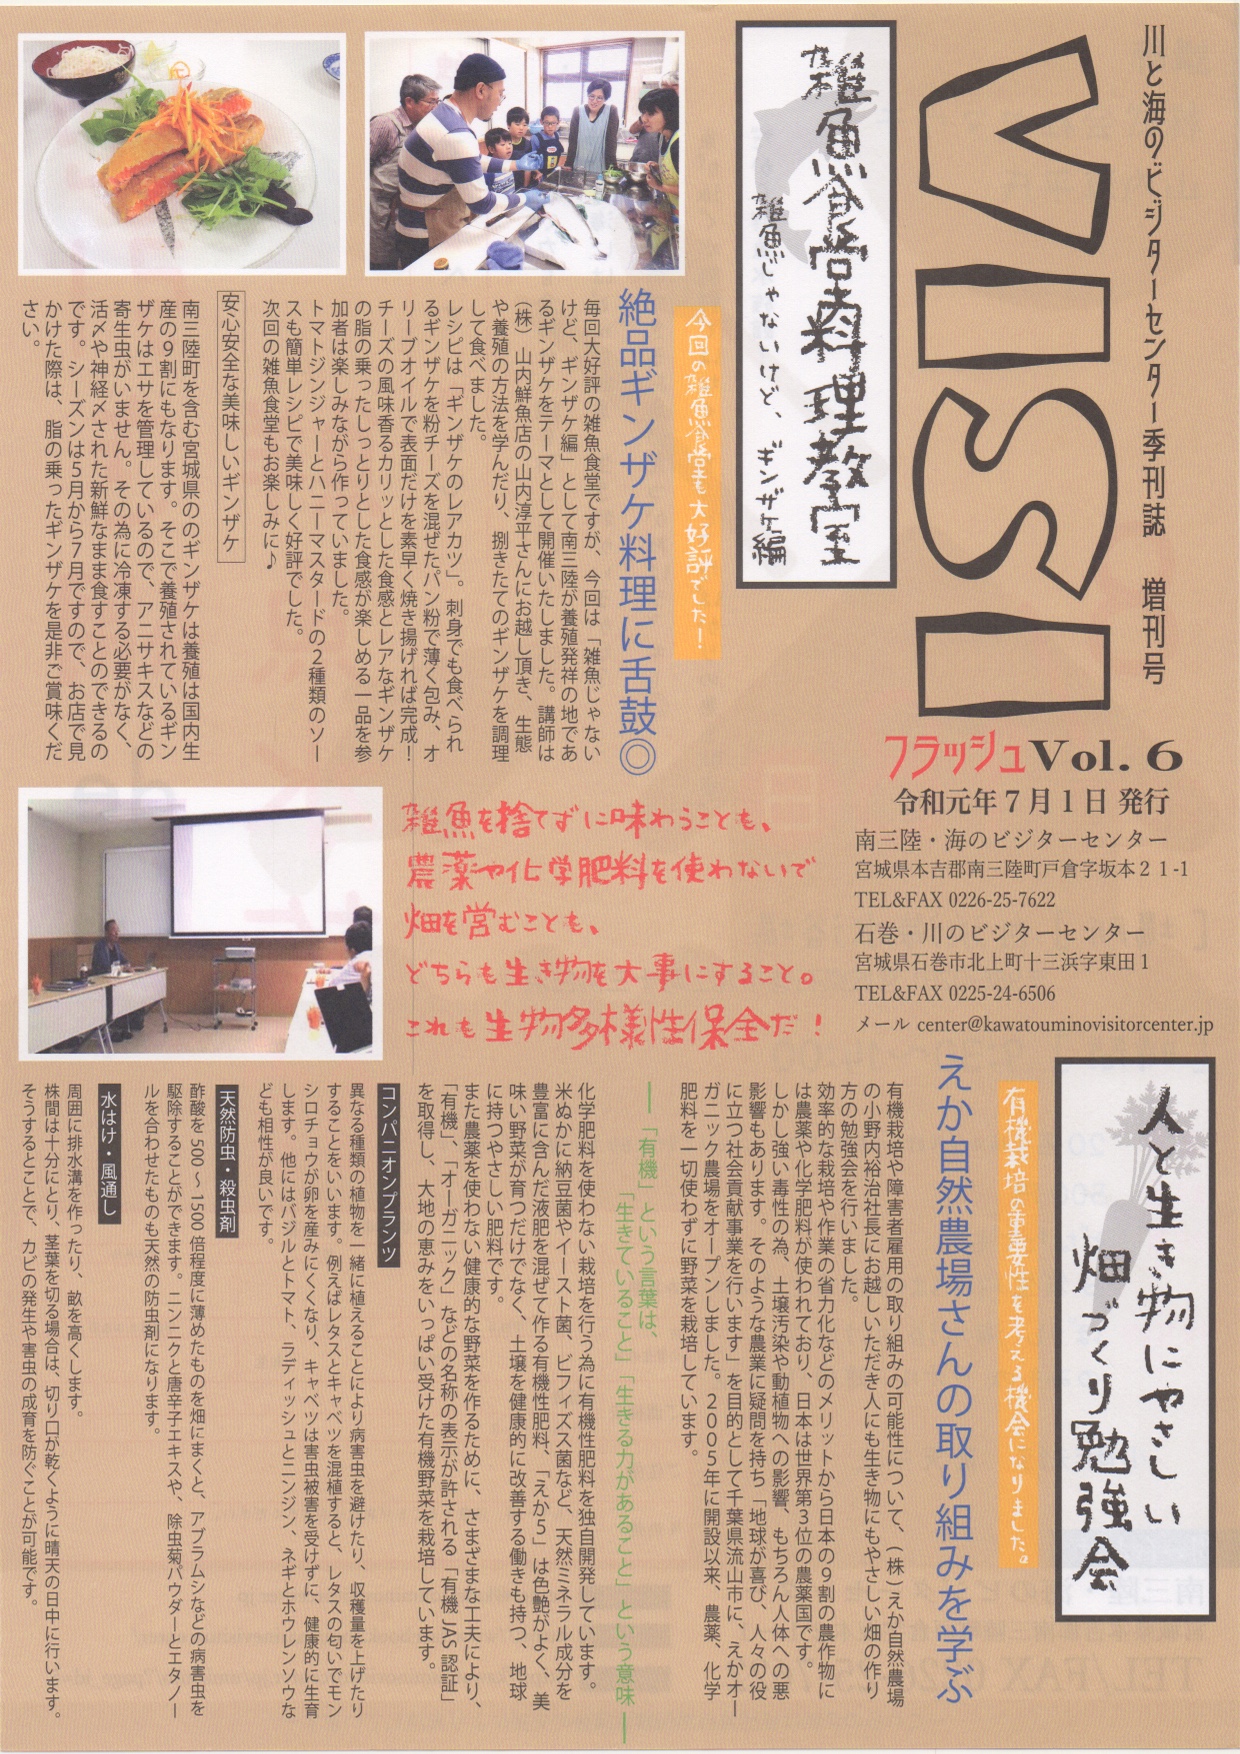 川と海のビジターセンター季刊誌　増刊号
VISI
フラッシュVol. 6
令和元年7月1日 発行
南三陸・海のビジターセンター
宮城県本吉郡南三陸町戸倉字坂本21-1
TEL&FAX 0226-25-7622
石巻・川のビジターセンター
宮城県石巻市北上町十三浜字東田1
TEL&FAX 0225-24-6506
メール center@kawatouminovisitorcenter.jp
雑魚食堂料理教室
雑魚じゃないけど、ギンザケ編
今回の雑魚食堂も大好評でした！
絶品ギンザケ料理に舌鼓◎
毎回大好評の雑魚食堂ですが、今回は「雑魚じゃない
けど、ギンザケ編」として南三陸が養殖発祥の地であ
るギンザケをテーマとして開催いたしました。講師は
（株）山内鮮魚店の山内淳平さんにお越し頂き、生態
や養殖の方法を学んだり、捌きたてのギンザケを調理
して食べました。
レシピは「ギンザケのレアカツ」。刺身でも食べられ
るギンザケを粉チーズを混ぜたパン粉で薄く包み、オ
リーブオイルで表面だけを素早く焼き揚げれば完成！
チーズの風味香るカリッとした食感とレアなギンザケ
の脂の乗ったしっとりとした食感が楽しめる一品を参
加者は楽しみながら作っていました。
トマトジンジャーとハニーマスタードの2種類のソー
スも簡単レシピで美味しく好評でした。
次回の雑魚食堂もお楽しみに♪
安心安全な美味しいギンザケ
南三陸町を含む宮城県ののギンザケは養殖は国内生
産の9割にもなります。そこで養殖されているギン
ザケはエサを管理しているので、アニサキスなどの
寄生虫がいません。その為に冷凍する必要がなく、
活〆や神経〆された新鮮なまま食すことのできるの
です。シーズンは5月から7月ですので、お店で見
かけた際は、脂の乗ったギンザケを是非ご賞味くだ
さい。
雑魚を捨てずに味わうことも、
農薬や化学肥料を使わないで
畑を営むことも、
どちらも生き物を大事にすること。
これも生物多様性保全だ！
人と生き物にやさしい
畑づくり勉強会
有機栽培の重要性を考える機会になりました。
えか自然農場さんの取り組みを学ぶ
有機栽培や障害者雇用の取り組みの可能性について、（株）えか自然農場
の小野内裕治社長にお越しいただき人にも生き物にもやさしい畑の作り
方の勉強会を行いました。
効率的な栽培や作業の省力化などのメリットから日本の9割の農作物に
は農薬や化学肥料が使われており、日本は世界第3位の農薬国です。
しかし強い毒性の為、土壌汚染や動植物への影響、もちろん人体への悪
影響もあります。そのような農業に疑問を持ち「地球が喜び、人々の役
に立つ社会貢献事業を行います」を目的として千葉県流山市に、えかオー
ガニック農場をオープンしました。2005年に開設以来、農薬、化学
肥料を一切使わずに野菜を栽培しています。
―「有機」という言葉は、
「生きていること」「生きる力があること」という意味―
化学肥料を使わない栽培を行う為に有機性肥料を独自開発しています。
米ぬかに納豆菌やイースト菌、ビフィズス菌など、天然ミネラル成分を
豊富に含んだ液肥を混ぜて作る有機性肥料、「えか5」は色艶がよく、美
味い野菜が育つだけでなく、土壌を健康的に改善する働きも持つ、地球
に持つやさしい肥料です。
また農薬を使わない健康的な野菜を作るために、さまざまな工夫により、
「有機」、「オーガニック」などの名称の表示が許される「有機JAS認証」
を取得し、大地の恵みをいっぱい受けた有機野菜を栽培しています。
コンパニオンプランツ
異なる種類の植物を一緒に植えることにより病害虫を避けたり、収穫量を上げたり
することをいいます。例えばレタスとキャベツを混植すると、レタスの匂いでモン
シロチョウが卵を産みにくくなり、キャベツは害虫被害を受けずに、健康的に生育
します。他にはバジルとトマト、ラディッシュとニンジン、ネギとホウレンソウな
ども相性が良いです。
天然防虫・殺虫剤
酢酸を500～1500倍程度に薄めたものを畑にまくと、アブラムシなどの病害虫を
駆除することができます。ニンニクと唐辛子エキスや、除虫菊パウダーとエタノー
ルを合わせたものも天然の防虫剤になります。
水はけ・風通し
周囲に排水溝を作ったり、畝を高くします。
株間は十分にとり、茎葉を切る場合は、切り口が乾くように晴天の日中に行います。
そうするとことで、カビの発生や害虫の成育を防ぐことが可能です。